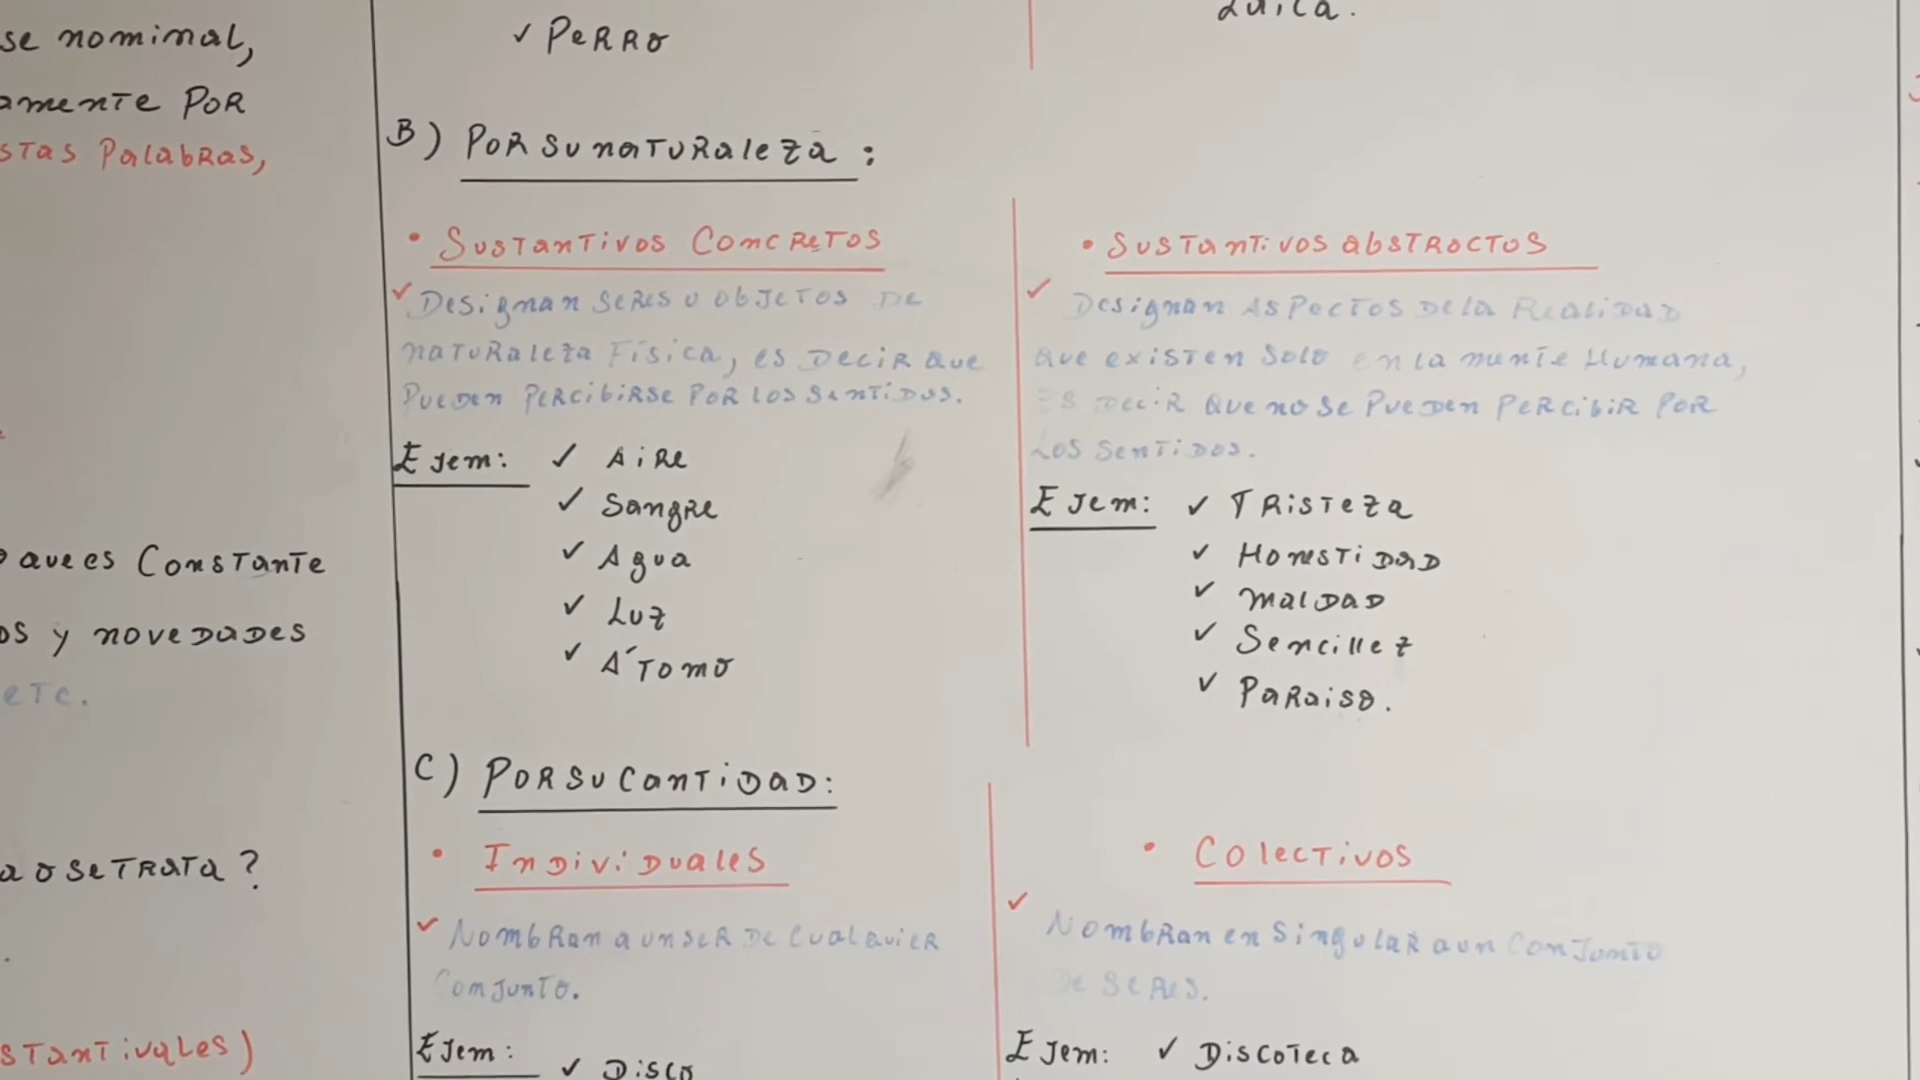 se nominal,
amente POR
STAS PalabRas,
ques ConsTanTe
os y noveDaDes
eTc.
a o se TRaTa?
sTanTivales)
✓ PeRRo
Luica.
B) PoR su naTuRaleza:
• SusTanTivos ConcReTos
✓ Designan seres u objeTos De
naTuRaleza Física, es Decir que
pueDen percibirse por los senTiDos.
Ejem: ✓ AiRe
✓ SangRe
✓ Agua
✓ Luz
✓ ÁTomo
• SusTanTivos absTRacTos
✓ Designan aspecTos De la RealiDaD
que exisTen solo en la menTe Humana,
es Decir que no se pueDen percibir por
los senTiDos.
Ejem: ✓ TRisTeza
✓ HonesTiDaD
✓ malDaD
✓ Sencillez
✓ PaRaiso.
C) PoR su canTiDaD:
• InDiviDuales
✓ NombRan a un ser De cualquier
conjunTo.
Ejem: ✓ Disco
• ColecTivos
✓ NombRan en singulaR a un conjunTo
De seRes.
Ejem: ✓ DiscoTeca